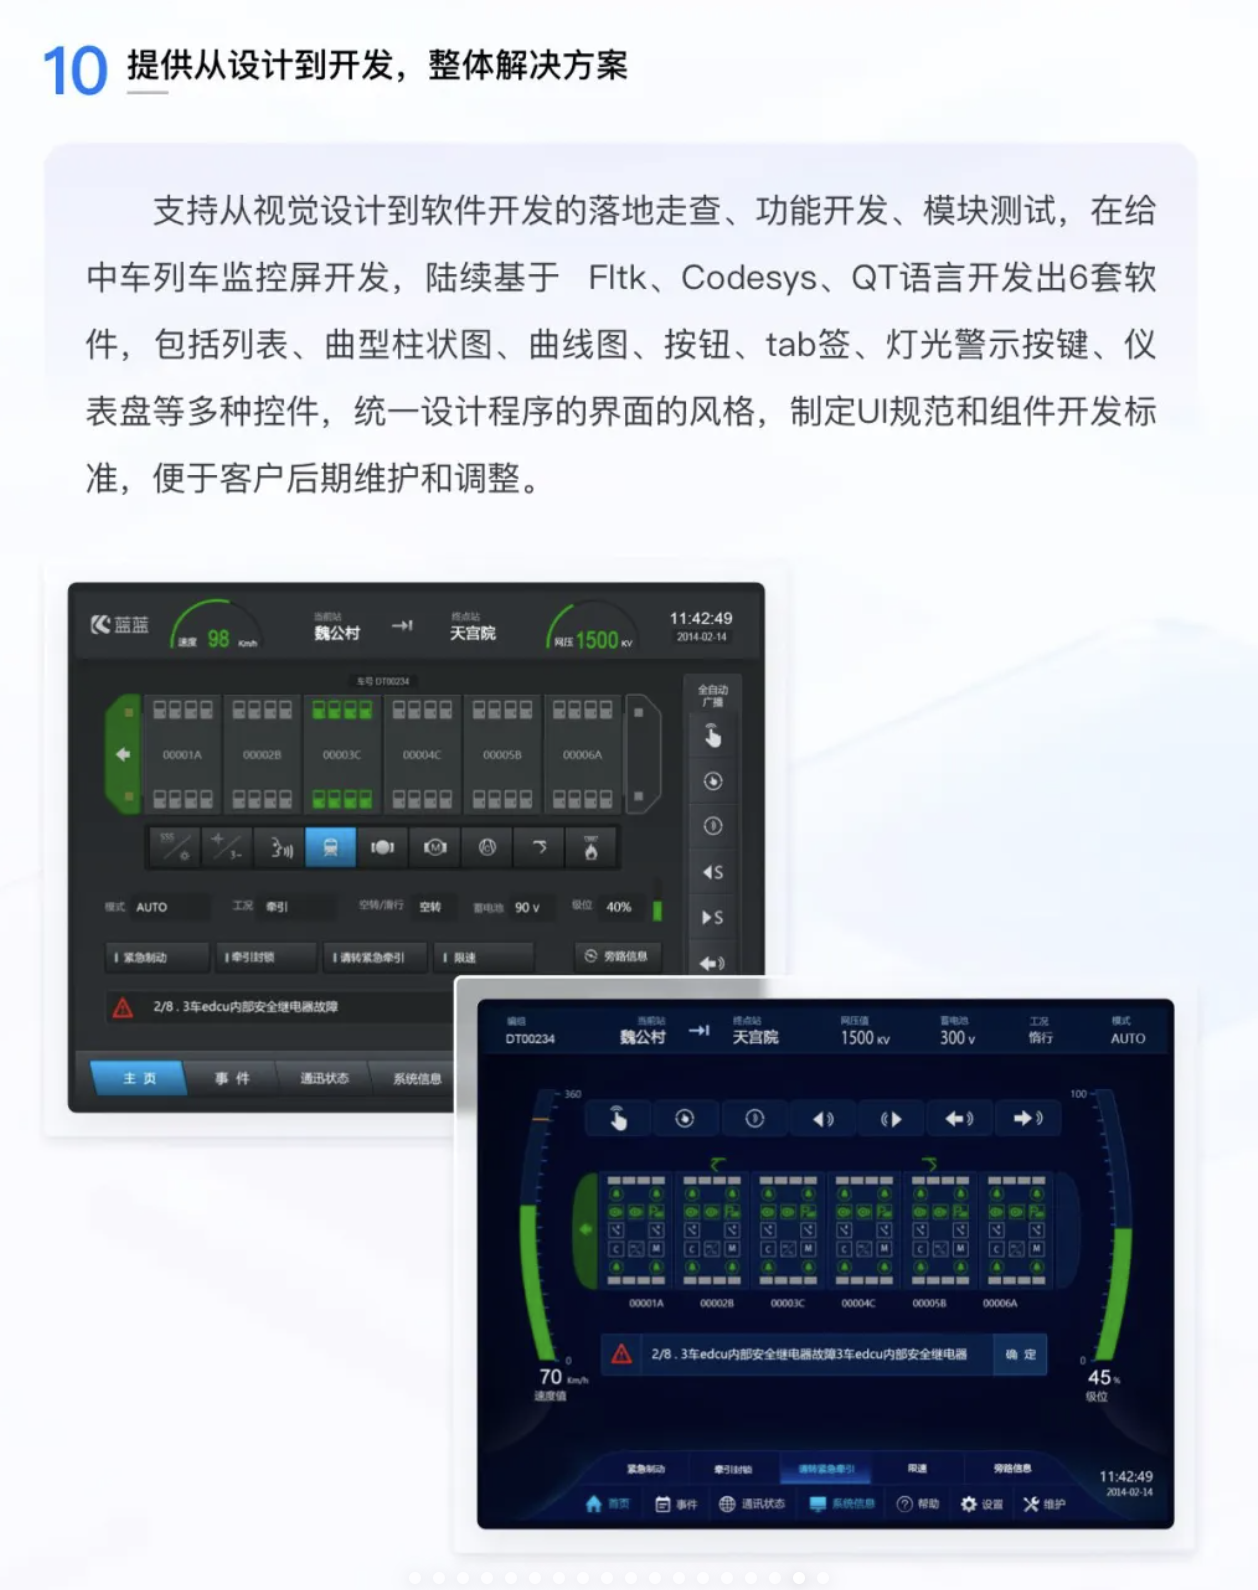 10 提供从设计到开发，整体解决方案
支持从视觉设计到软件开发的落地走查、功能开发、模块测试，在给
中车列车监控屏开发，陆续基于 Fltk、Codesys、QT语言开发出6套软
件，包括列表、曲型柱状图、曲线图、按钮、tab签、灯光警示按键、仪
表盘等多种控件，统一设计程序的界面的风格，制定UI规范和组件开发标
准，便于客户后期维护和调整。
蓝蓝
速度 98 Km/h
当前站 终点站
魏公村 天宫院
网压 1500 KV
11:42:49
2014-02-14
车号 DT00234
全自动
广播
00001A 00002B 00003C 00004C 00005B 00006A
S
S
模式 AUTO 工况 牵引 空转/滑行 空转 蓄电池 90 v 级位 40%
紧急制动 牵引封锁 请转紧急牵引 限速 旁路信息
2/8 . 3车edcu内部安全继电器故障
主 页 事 件 通讯状态 系统信息
编组 当前站 终点站 网压值 蓄电池 工况 模式
DT00234 魏公村 天宫院 1500 KV 300 v 惰行 AUTO
360 100
C M C M C M C M C M C M
00001A 00002B 00003C 00004C 00005B 00006A
2/8 . 3车edcu内部安全继电器故障3车edcu内部安全继电器 确 定
0 0
70 Km/h 45 %
速度值 级位
紧急制动 牵引封锁 请转紧急牵引 限速 旁路信息
首页 事件 通讯状态 系统信息 帮助 设置 维护
11:42:49
2014-02-14